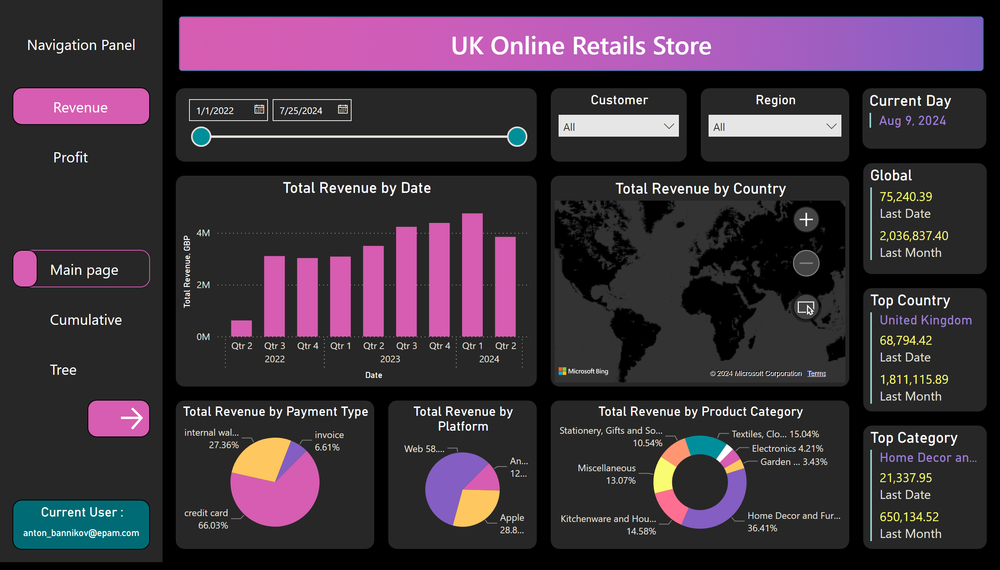 Navigation Panel
Revenue
Profit
Main page
Cumulative
Tree
Current User :
anton_bannikov@epam.com
UK Online Retails Store
1/1/2022
7/25/2024
Customer
All
Region
All
Current Day
Aug 9, 2024
Total Revenue by Date
Total Revenue, GBP
4M
2M
0M
Qtr 2 Qtr 3 Qtr 4 Qtr 1 Qtr 2 Qtr 3 Qtr 4 Qtr 1 Qtr 2
2022 2023 2024
Date
Total Revenue by Country
Microsoft Bing
© 2024 Microsoft Corporation Terms
Global
75,240.39
Last Date
2,036,837.40
Last Month
Top Country
United Kingdom
68,794.42
Last Date
1,811,115.89
Last Month
Total Revenue by Payment Type
internal wal...
27.36%
invoice
6.61%
credit card
66.03%
Total Revenue by
Platform
Web 58....
An...
12...
Apple
28.8...
Total Revenue by Product Category
Stationery, Gifts and So...
10.54%
Textiles, Clo... 15.04%
Electronics 4.21%
Garden ... 3.43%
Miscellaneous
13.07%
Kitchenware and Hou...
14.58%
Home Decor and Fur...
36.41%
Top Category
Home Decor an...
21,337.95
Last Date
650,134.52
Last Month